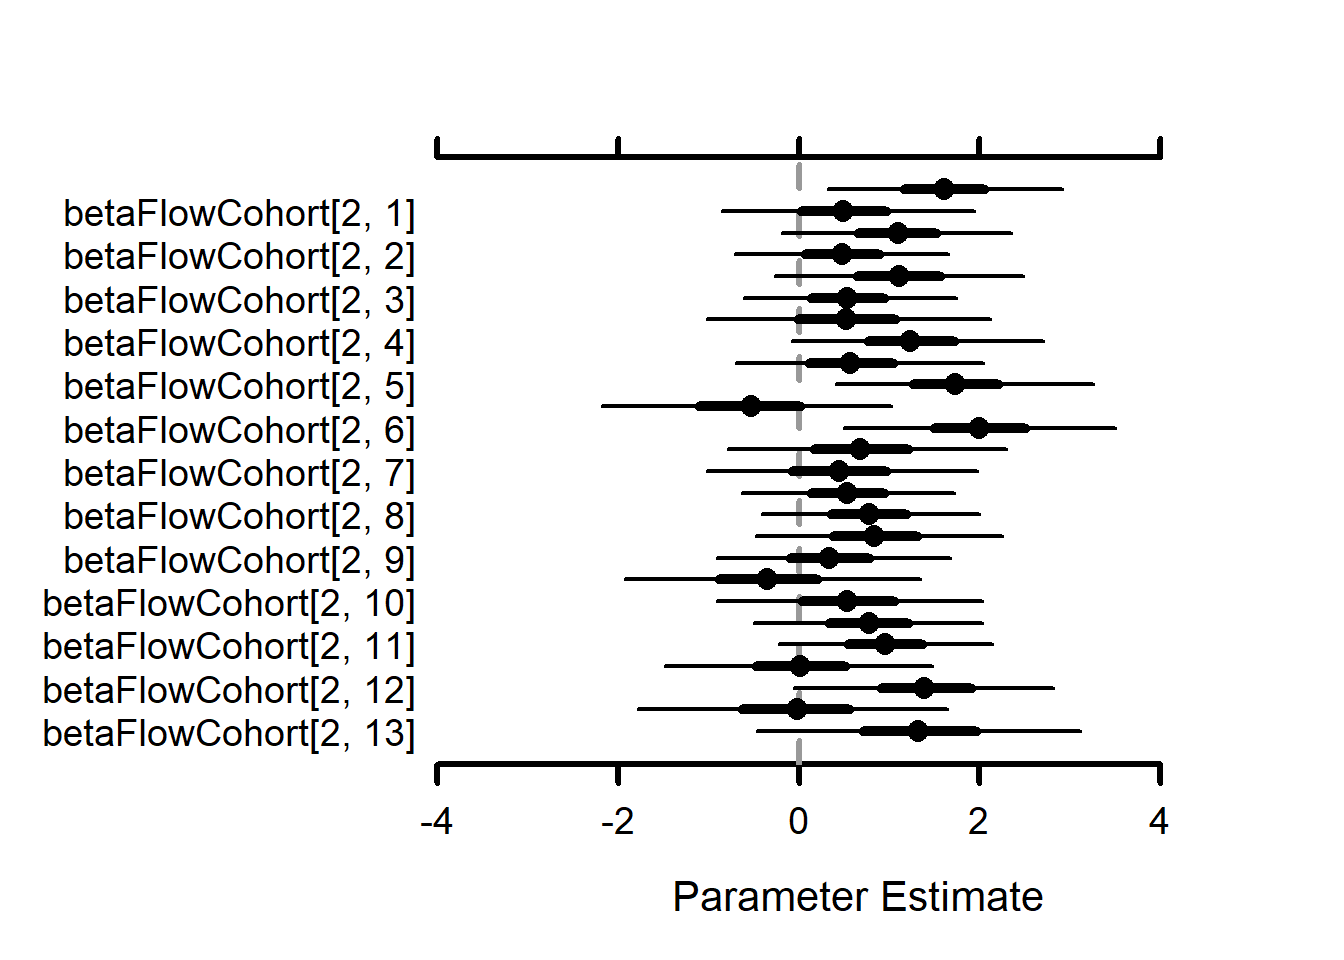 betaFlowCohort[2, 1]
betaFlowCohort[2, 2]
betaFlowCohort[2, 3]
betaFlowCohort[2, 4]
betaFlowCohort[2, 5]
betaFlowCohort[2, 6]
betaFlowCohort[2, 7]
betaFlowCohort[2, 8]
betaFlowCohort[2, 9]
betaFlowCohort[2, 10]
betaFlowCohort[2, 11]
betaFlowCohort[2, 12]
betaFlowCohort[2, 13]
-4 -2 0 2 4
Parameter Estimate